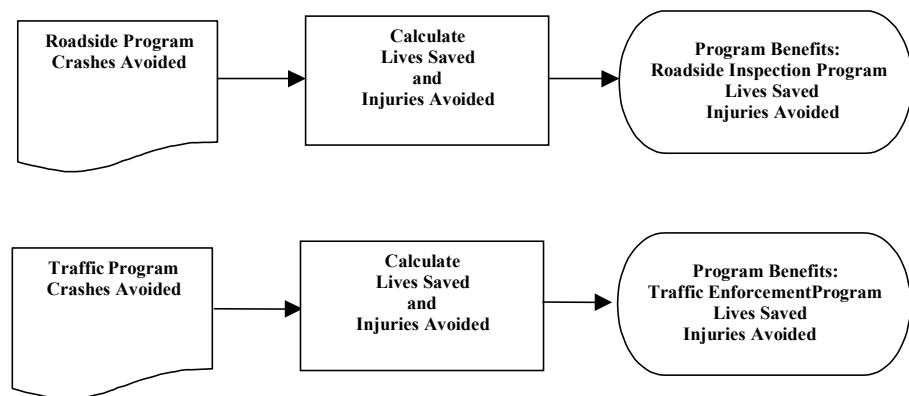 Roadside Program
Crashes Avoided
Calculate
Lives Saved
and
Injuries Avoided
Program Benefits:
Roadside Inspection Program
Lives Saved
Injuries Avoided
Traffic Program
Crashes Avoided
Calculate
Lives Saved
and
Injuries Avoided
Program Benefits:
Traffic EnforcementProgram
Lives Saved
Injuries Avoided